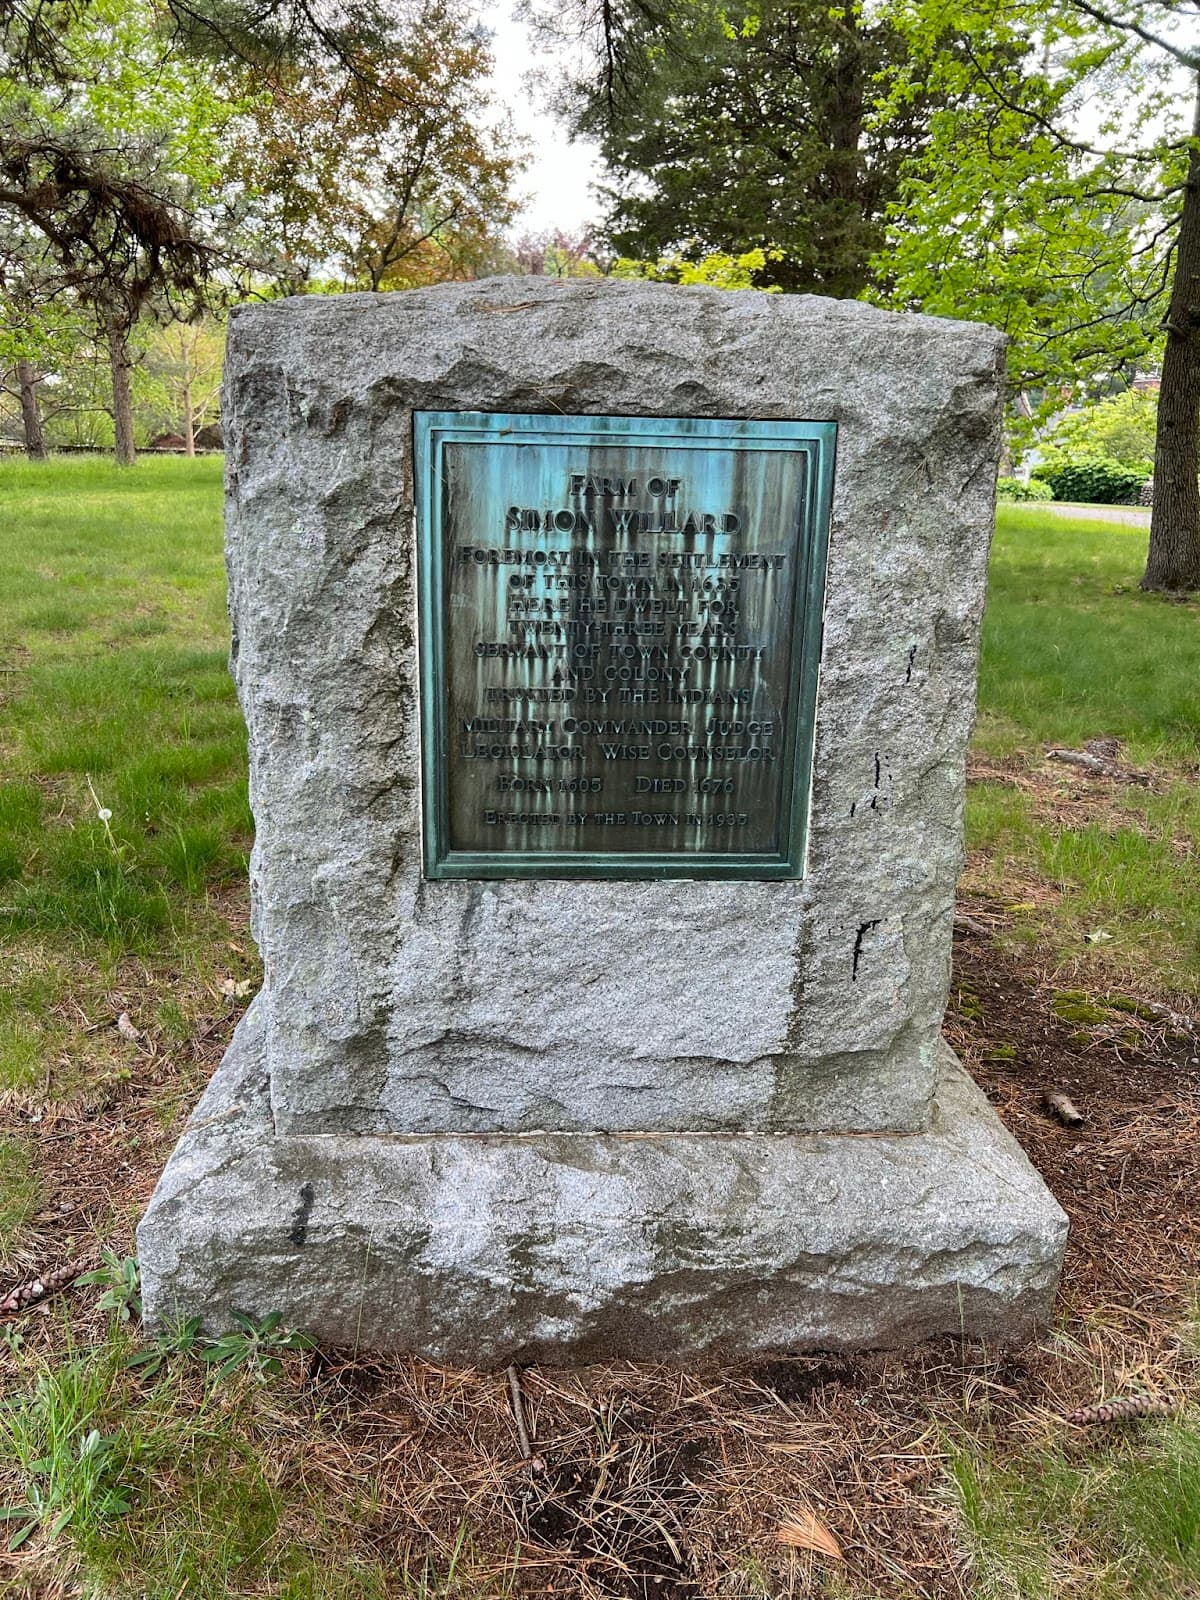 FARM OF
SIMON WILLARD
FOREMOST IN THE SETTLEMENT
OF THIS TOWN IN 1635
HERE HE DWELT FOR
TWENTY-THREE YEARS
SERVANT OF TOWN COUNTY
AND COLONY
TRUSTED BY THE INDIANS
MILITARY COMMANDER JUDGE
LEGISLATOR WISE COUNSELOR
BORN 1605 DIED 1676
ERECTED BY THE TOWN IN 1935